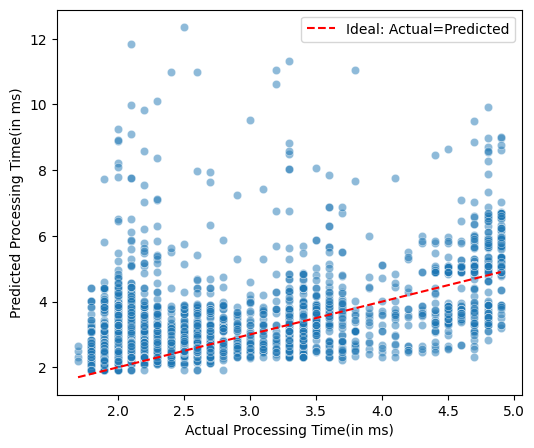 Ideal: Actual=Predicted
12
10
8
6
4
2
Predicted Processing Time(in ms)
2.0 2.5 3.0 3.5 4.0 4.5 5.0
Actual Processing Time(in ms)